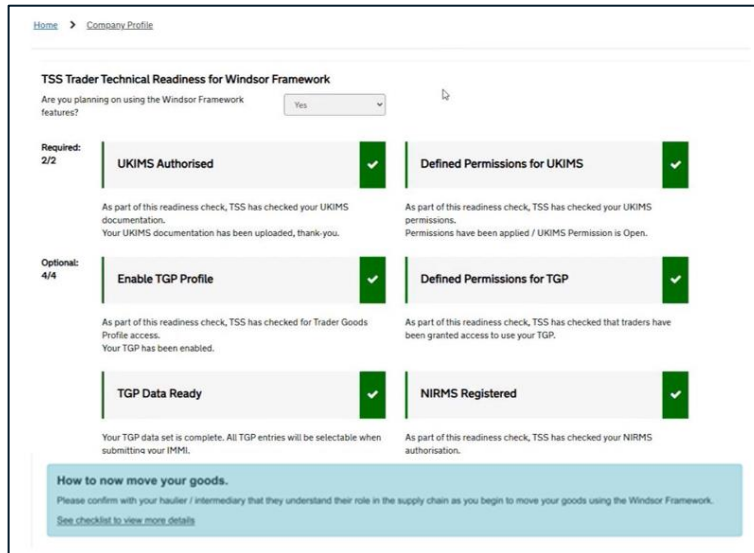 Home > Company Profile
TSS Trader Technical Readiness for Windsor Framework
Are you planning on using the Windsor Framework
features?
Yes
Required:
2/2
UKIMS Authorised
As part of this readiness check, TSS has checked your UKIMS
documentation.
Your UKIMS documentation has been uploaded, thank-you.
Defined Permissions for UKIMS
As part of this readiness check, TSS has checked your UKIMS
permissions.
Permissions have been applied / UKIMS Permission is Open.
Optional:
4/4
Enable TGP Profile
As part of this readiness check, TSS has checked for Trader Goods
Profile access.
Your TGP has been enabled.
Defined Permissions for TGP
As part of this readiness check, TSS has checked that traders have
been granted access to use your TGP.
TGP Data Ready
Your TGP data set is complete. All TGP entries will be selectable when
submitting your IMMI.
NIRMS Registered
As part of this readiness check, TSS has checked your NIRMS
authorisation.
How to now move your goods.
Please confirm with your haulier / intermediary that they understand their role in the supply chain as you begin to move your goods using the Windsor Framework.
See checklist to view more details